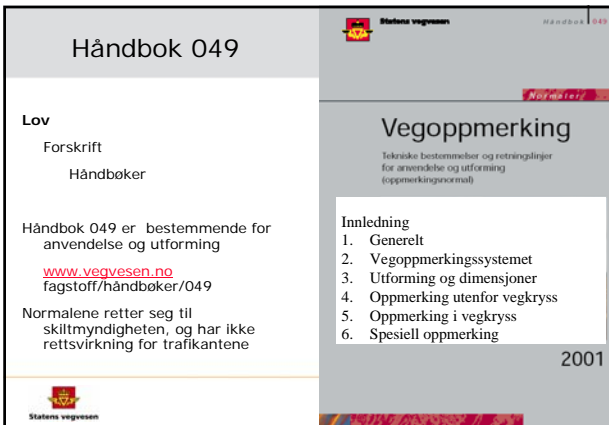 Håndbok 049
Lov
Forskrift
Håndbøker
Håndbok 049 er bestemmende for
anvendelse og utforming
www.vegvesen.no
fagstoff/håndbøker/049
Normalene retter seg til
skiltmyndigheten, og har ikke
rettsvirkning for trafikantene
Statens vegvesen
Statens vegvesen
Håndbok 049
Normaler
Vegoppmerking
Tekniske bestemmelser og retningslinjer
for anvendelse og utforming
(oppmerkingsnormal)
Innledning
1. Generelt
2. Vegoppmerkingssystemet
3. Utforming og dimensjoner
4. Oppmerking utenfor vegkryss
5. Oppmerking i vegkryss
6. Spesiell oppmerking
2001